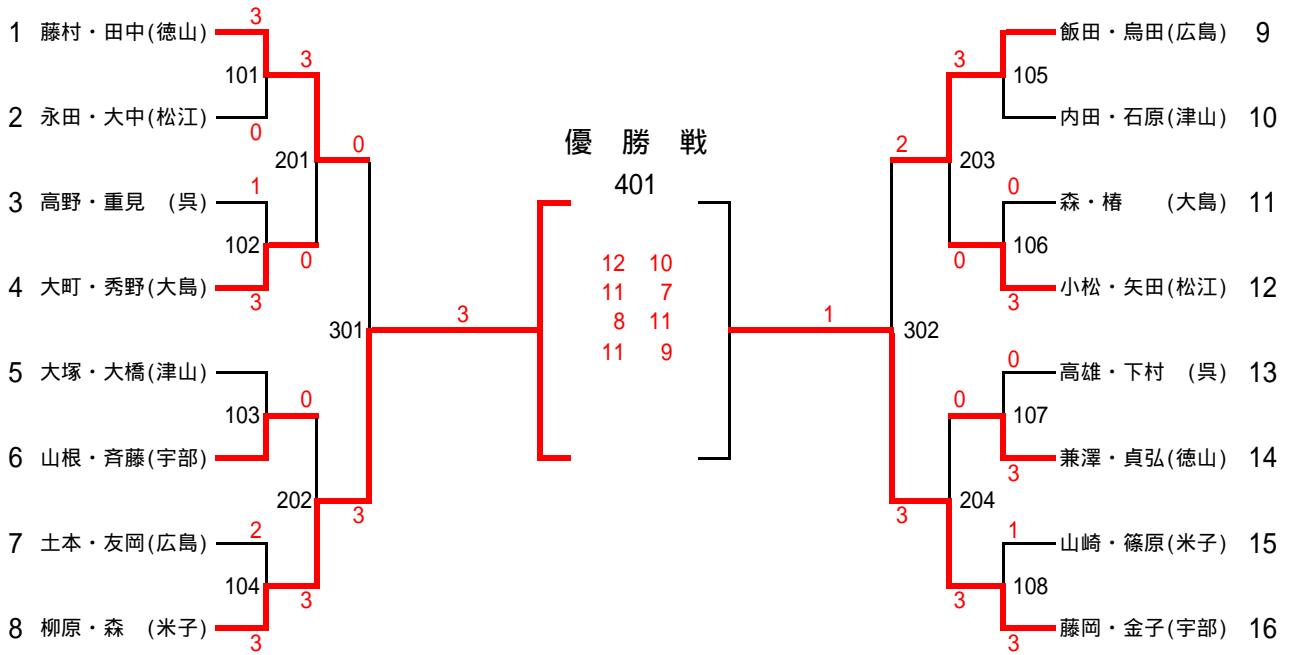 3
1 藤村・田中(徳山)
101
3
2 永田・大中(松江)
0
201
0
1
3 高野・重見 (呉)
102
0
4 大町・秀野(大島)
3
301
3
5 大塚・大橋(津山)
0
103
6 山根・斉藤(宇部)
202
3
2
7 土本・友岡(広島)
104
3
8 柳原・森 (米子)
3
優 勝 戦
401
12 10
11 7
8 11
11 9
飯田・烏田(広島) 9
3
105
内田・石原(津山) 10
2
203
0
森・椿 (大島) 11
106
0
小松・矢田(松江) 12
3
1
302
0
高雄・下村 (呉) 13
0
107
兼澤・貞弘(徳山) 14
3
204
3
1
山崎・篠原(米子) 15
108
3
藤岡・金子(宇部) 16
3